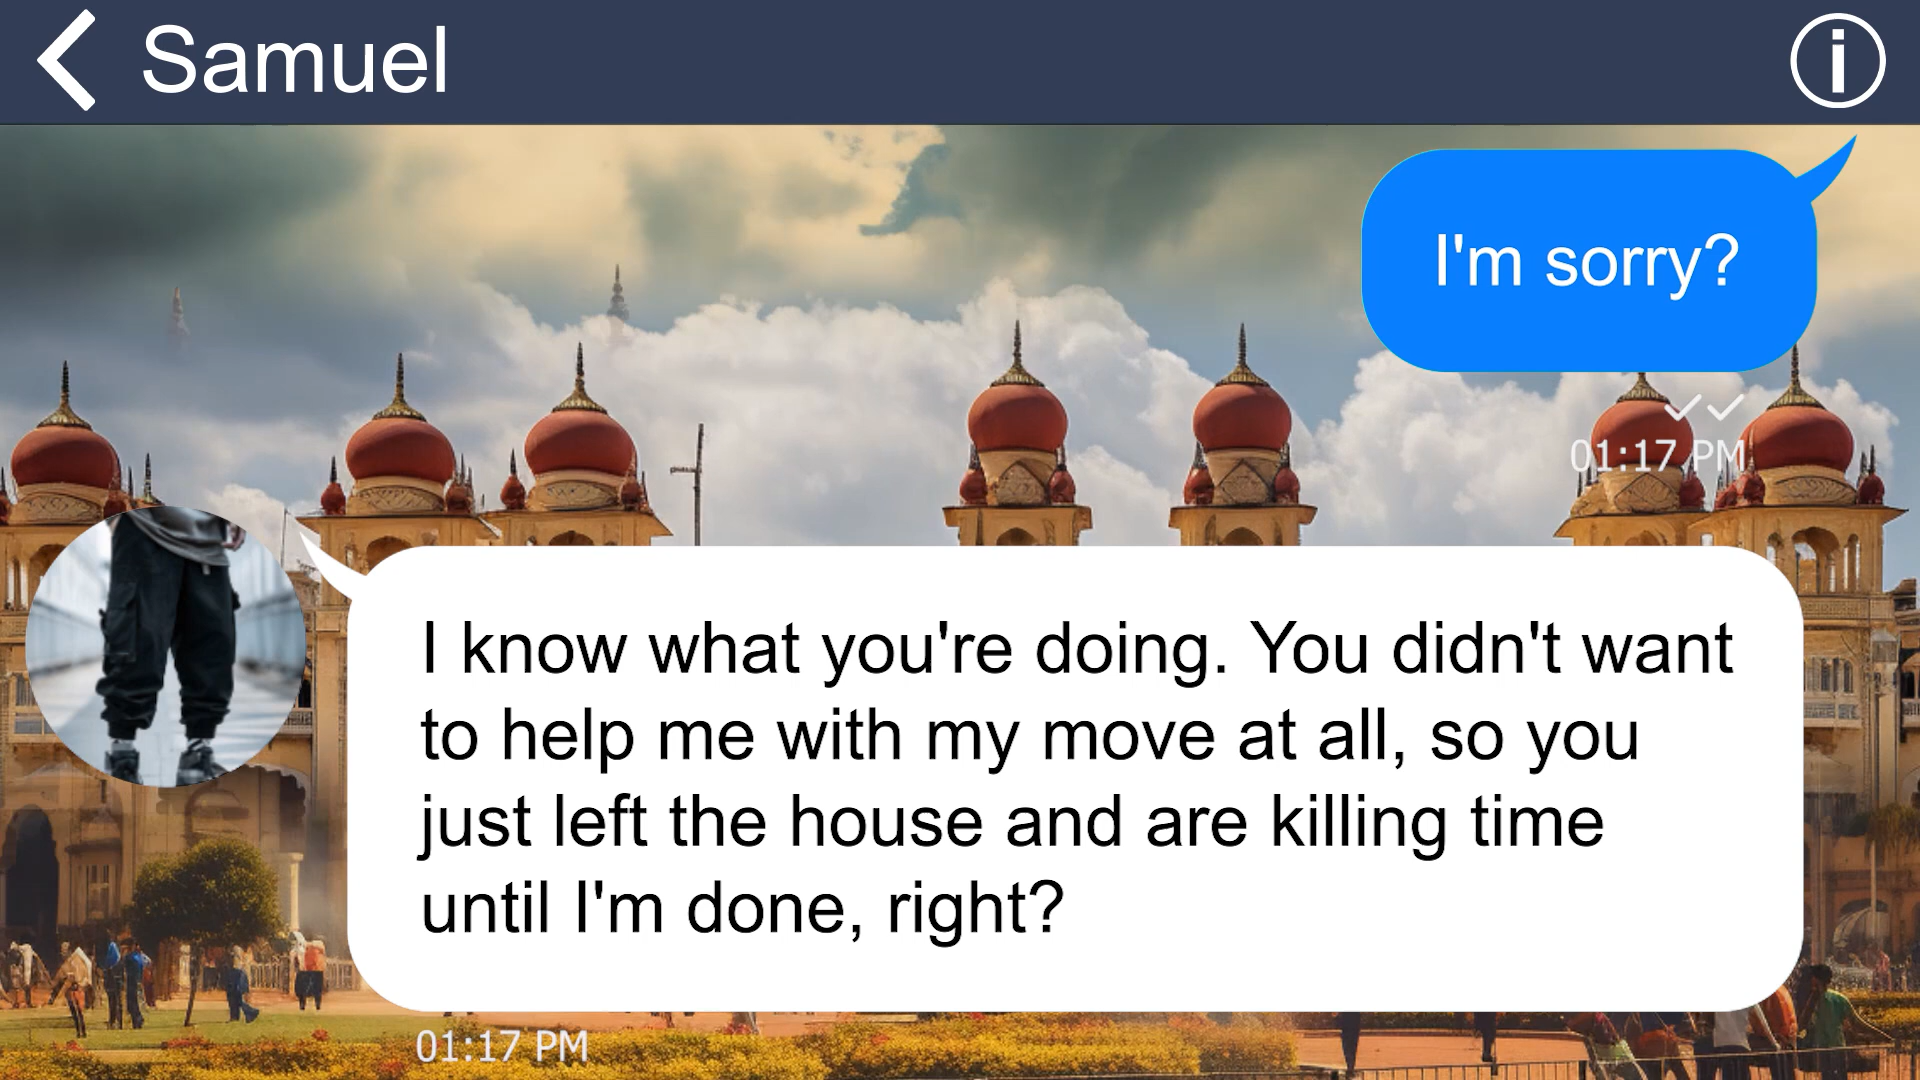 Samuel
I'm sorry?
01:17 PM
I know what you're doing. You didn't want
to help me with my move at all, so you
just left the house and are killing time
until I'm done, right?
01:17 PM